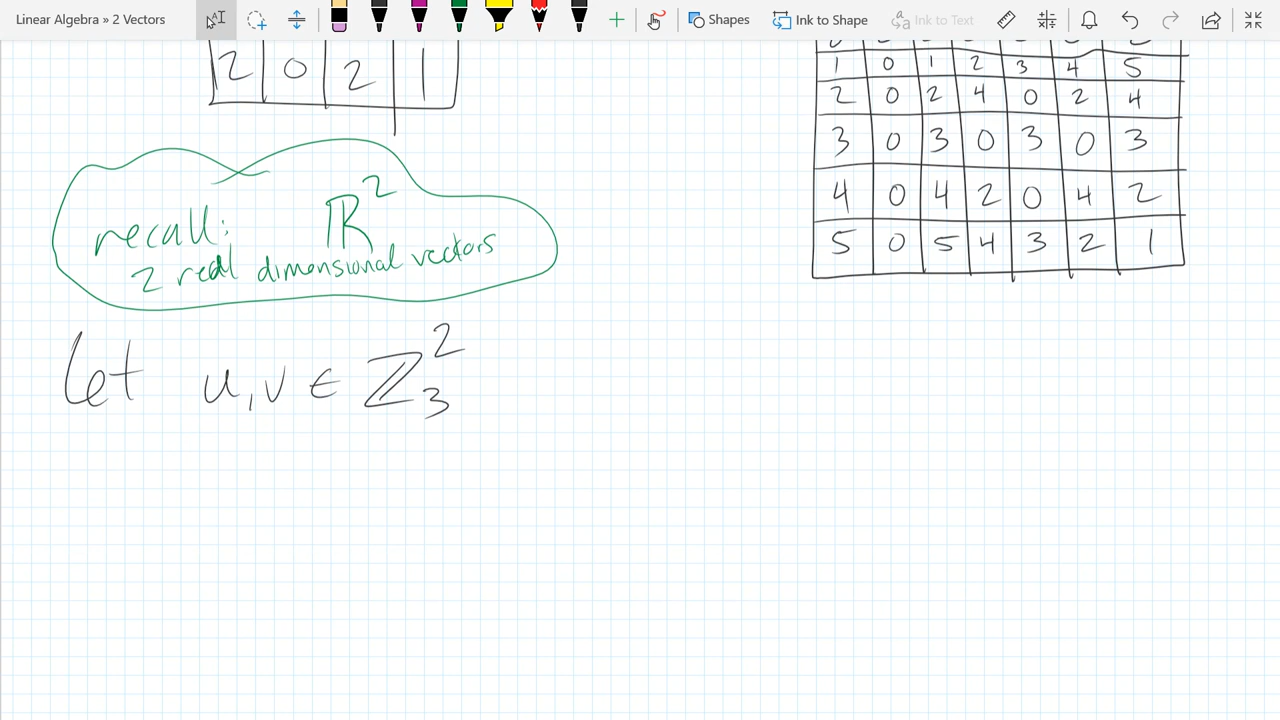 Linear Algebra » 2 Vectors
Shapes
Ink to Shape
Ink to Text
2 0 2 1
1 0 1 2 3 4 5
2 0 2 4 0 2 4
3 0 3 0 3 0 3
4 0 4 2 0 4 2
5 0 5 4 3 2 1
recall: ℝ²
2 real dimensional vectors
Let u, v ∈ ℤ₃²